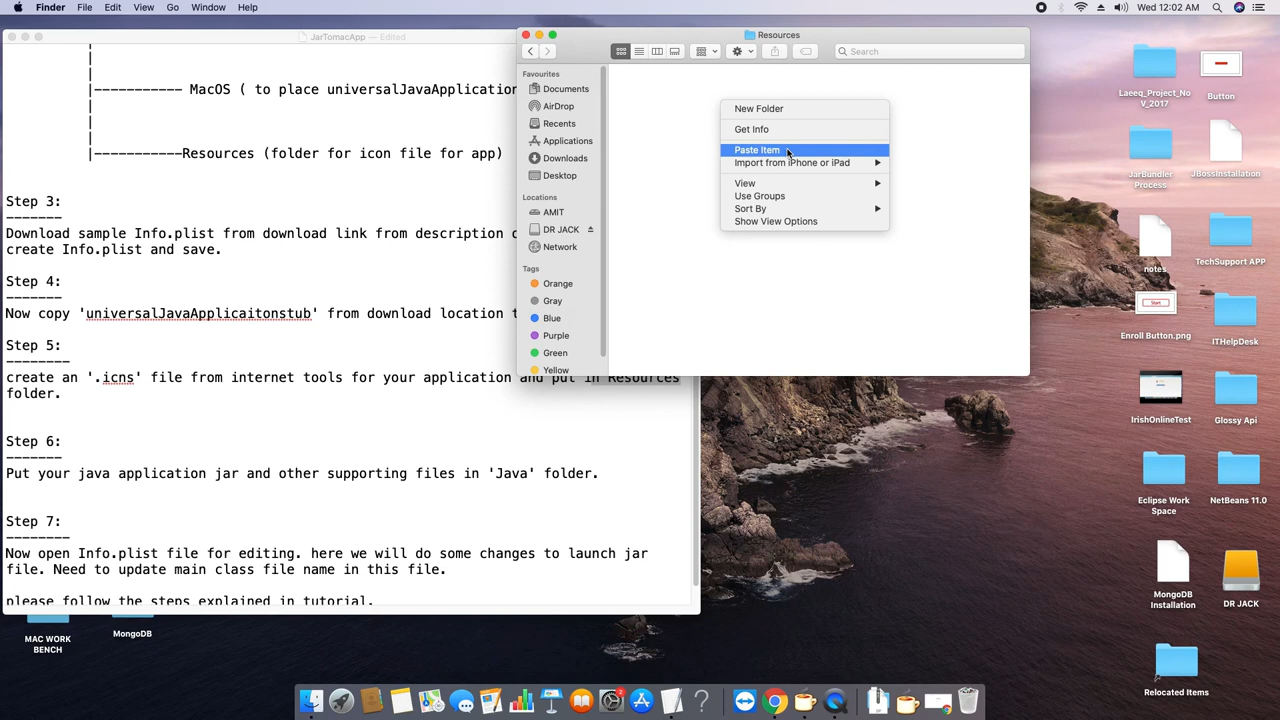 Finder File Edit View Go Window Help Wed 12:02 AM
JarTomacApp — Edited
|
|
|----------- MacOS ( to place universalJavaApplication
|
|
|
|-----------Resources (folder for icon file for app)
Step 3:
-------
Download sample Info.plist from download link from description
create Info.plist and save.
Step 4:
-------
Now copy 'universalJavaApplicaitonstub' from download location
Step 5:
--------
create an '.icns' file from internet tools for your application and put in Resources
folder.
Step 6:
-------
Put your java application jar and other supporting files in 'Java' folder.
Step 7:
--------
Now open Info.plist file for editing. here we will do some changes to launch jar
file. Need to update main class file name in this file.
please follow the steps explained in tutorial.
Resources
Search
Favourites
Documents
AirDrop
Recents
Applications
Downloads
Desktop
Locations
AMIT
DR JACK
Network
Tags
Orange
Gray
Blue
Purple
Green
Yellow
New Folder
Get Info
Paste Item
Import from iPhone or iPad
View
Use Groups
Sort By
Show View Options
Laeeq_Project_No
V_2017
Button
JarBundler
Process
JBossInstallation
notes
TechSupport APP
Start
Enroll Button.png
ITHelpDesk
IrishOnlineTest
Glossy Api
Eclipse Work
Space
NetBeans 11.0
MongoDB
Installation
DR JACK
Relocated Items
MAC WORK
BENCH
MongoDB
2